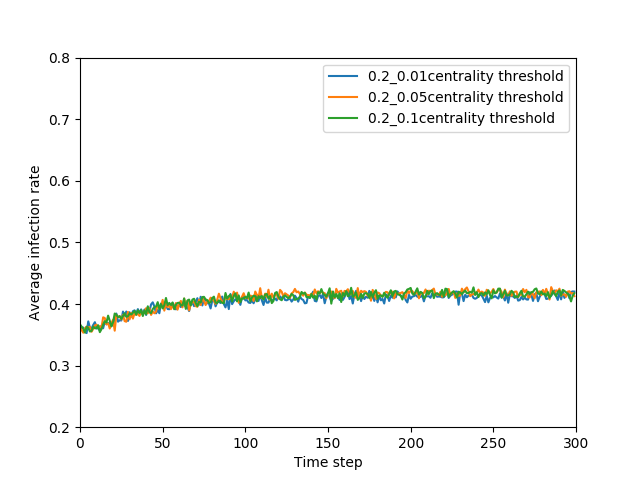 0.8
0.7
0.6
0.5
0.4
0.3
0.2
Average infection rate
0.2_0.01centrality threshold
0.2_0.05centrality threshold
0.2_0.1centrality threshold
0 50 100 150 200 250 300
Time step